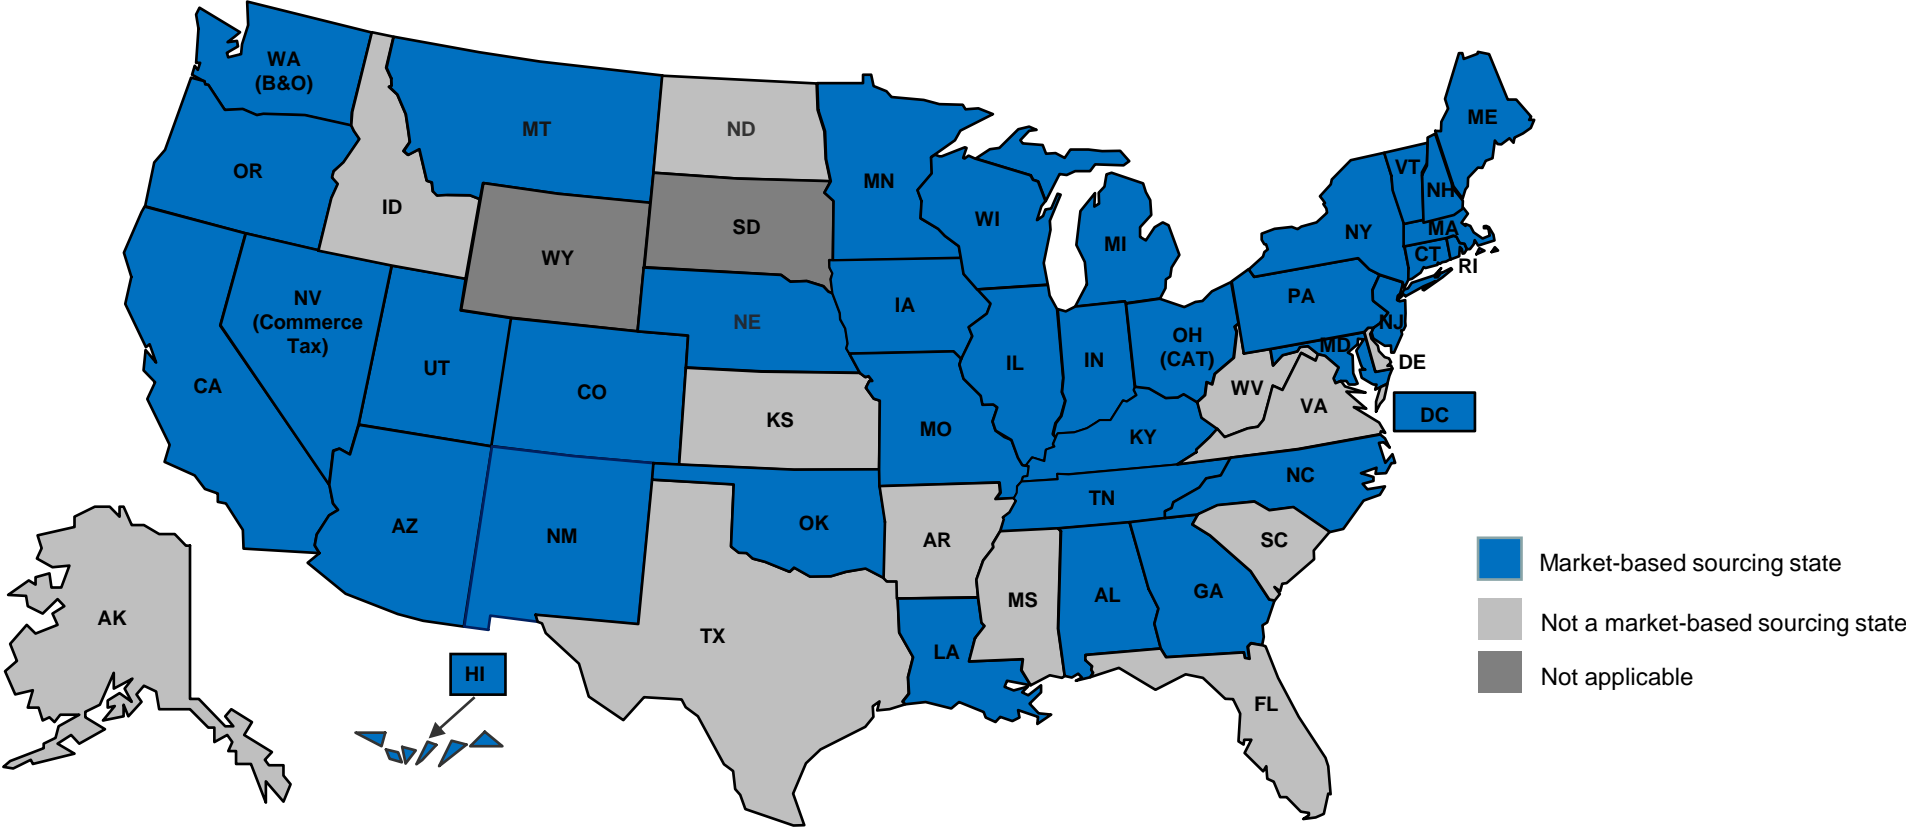 WA
(B&O)
MT
ND
ME
OR
ID
MN
VT
NH
SD
WI
NY
MA
MI
WY
CT
RI
NV
(Commerce
Tax)
NE
IA
PA
NJ
OH
(CAT)
MD
DE
UT
IL
IN
CA
CO
WV
VA
DC
KS
MO
KY
NC
TN
AZ
NM
OK
AR
SC
Market-based sourcing state
AK
TX
MS
AL
GA
Not a market-based sourcing state
HI
LA
Not applicable
FL